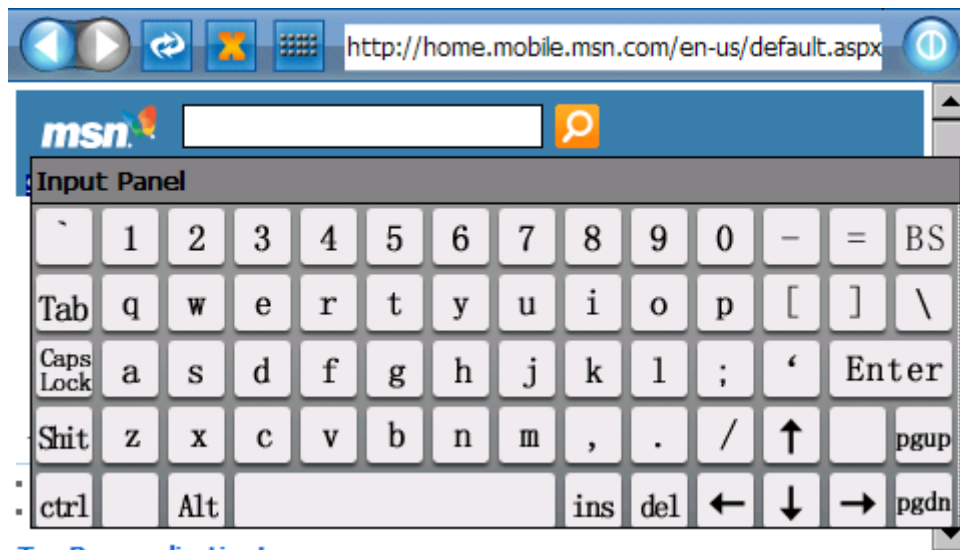 http://home.mobile.msn.com/en-us/default.aspx
msn
Input Panel
` 1 2 3 4 5 6 7 8 9 0 - = BS
Tab q w e r t y u i o p [ ] \
Caps Lock a s d f g h j k l ; ‘ Enter
Shit z x c v b n m , . / ↑ pgup
ctrl Alt ins del ← ↓ → pgdn